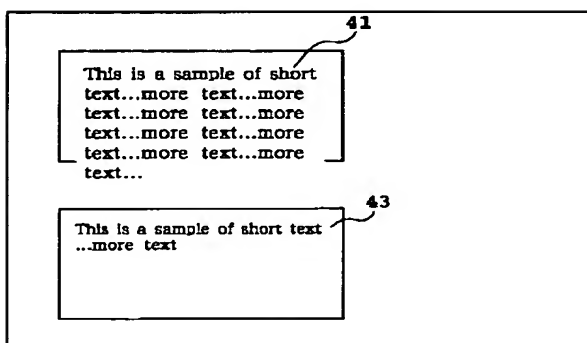 41
This is a sample of short
text...more text...more
text...more text...more
text...more text...more
text...more text...more
text...
43
This is a sample of short text
...more text